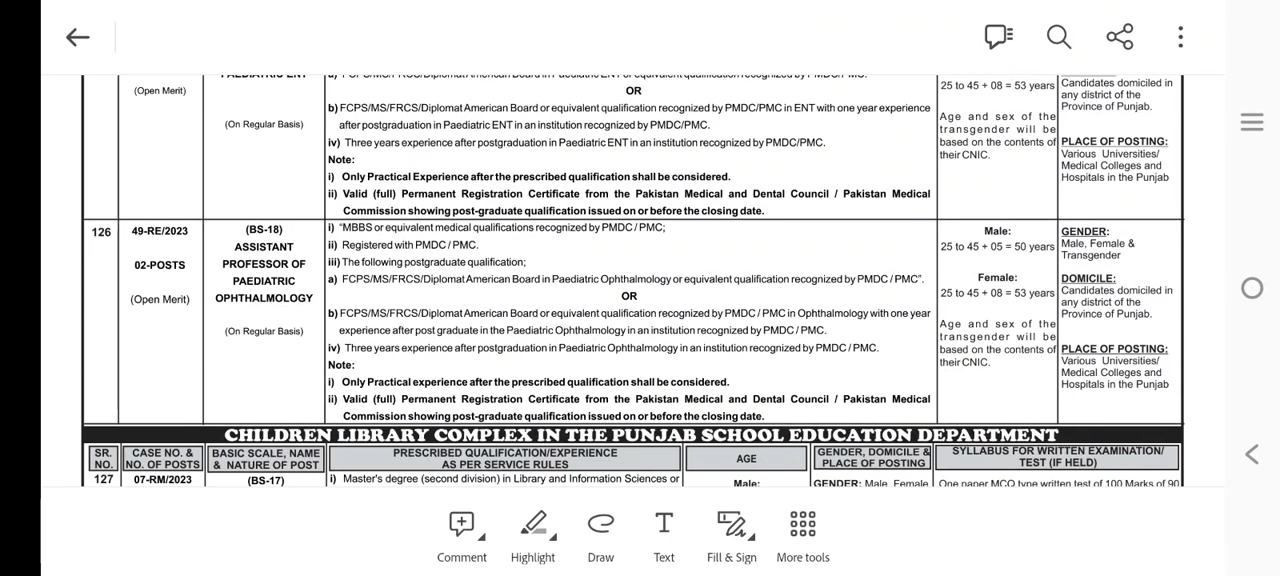 (Open Merit)
(On Regular Basis)
OR
b) FCPS/MS/FRCS/Diplomat American Board or equivalent qualification recognized by PMDC/PMC in ENT with one year experience
after postgraduation in Paediatric ENT in an institution recognized by PMDC/PMC.
iv) Three years experience after postgraduation in Paediatric ENT in an institution recognized by PMDC/PMC.
Note:
i) Only Practical Experience after the prescribed qualification shall be considered.
ii) Valid (full) Permanent Registration Certificate from the Pakistan Medical and Dental Council / Pakistan Medical
Commission showing post-graduate qualification issued on or before the closing date.
25 to 45 + 08 = 53 years
Age and sex of the
transgender will be
based on the contents of
their CNIC.
Candidates domiciled in
any district of the
Province of Punjab.
PLACE OF POSTING:
Various Universities/
Medical Colleges and
Hospitals in the Punjab
126
49-RE/2023
02-POSTS
(Open Merit)
(BS-18)
ASSISTANT
PROFESSOR OF
PAEDIATRIC
OPHTHALMOLOGY
(On Regular Basis)
i) "MBBS or equivalent medical qualifications recognized by PMDC / PMC;
ii) Registered with PMDC / PMC.
iii) The following postgraduate qualification;
a) FCPS/MS/FRCS/Diplomat American Board in Paediatric Ophthalmology or equivalent qualification recognized by PMDC / PMC".
OR
b) FCPS/MS/FRCS/Diplomat American Board or equivalent qualification recognized by PMDC / PMC in Ophthalmology with one year
experience after post graduate in the Paediatric Ophthalmology in an institution recognized by PMDC / PMC.
iv) Three years experience after postgraduation in Paediatric Ophthalmology in an institution recognized by PMDC / PMC.
Note:
i) Only Practical experience after the prescribed qualification shall be considered.
ii) Valid (full) Permanent Registration Certificate from the Pakistan Medical and Dental Council / Pakistan Medical
Commission showing post-graduate qualification issued on or before the closing date.
Male:
25 to 45 + 05 = 50 years
Female:
25 to 45 + 08 = 53 years
Age and sex of the
transgender will be
based on the contents of
their CNIC.
GENDER:
Male, Female &
Transgender
DOMICILE:
Candidates domiciled in
any district of the
Province of Punjab.
PLACE OF POSTING:
Various Universities/
Medical Colleges and
Hospitals in the Punjab
CHILDREN LIBRARY COMPLEX IN THE PUNJAB SCHOOL EDUCATION DEPARTMENT
SR.
NO.
CASE NO. &
NO. OF POSTS
BASIC SCALE, NAME
& NATURE OF POST
PRESCRIBED QUALIFICATION/EXPERIENCE
AS PER SERVICE RULES
AGE
GENDER, DOMICILE &
PLACE OF POSTING
SYLLABUS FOR WRITTEN EXAMINATION/
TEST (IF HELD)
127
07-RM/2023
(BS-17)
i) Master's degree (second division) in Library and Information Sciences or
Male:
GENDER: Male, Female
One paper MCQ type written test of 100 Marks of 90
Comment
Highlight
Draw
Text
Fill & Sign
More tools